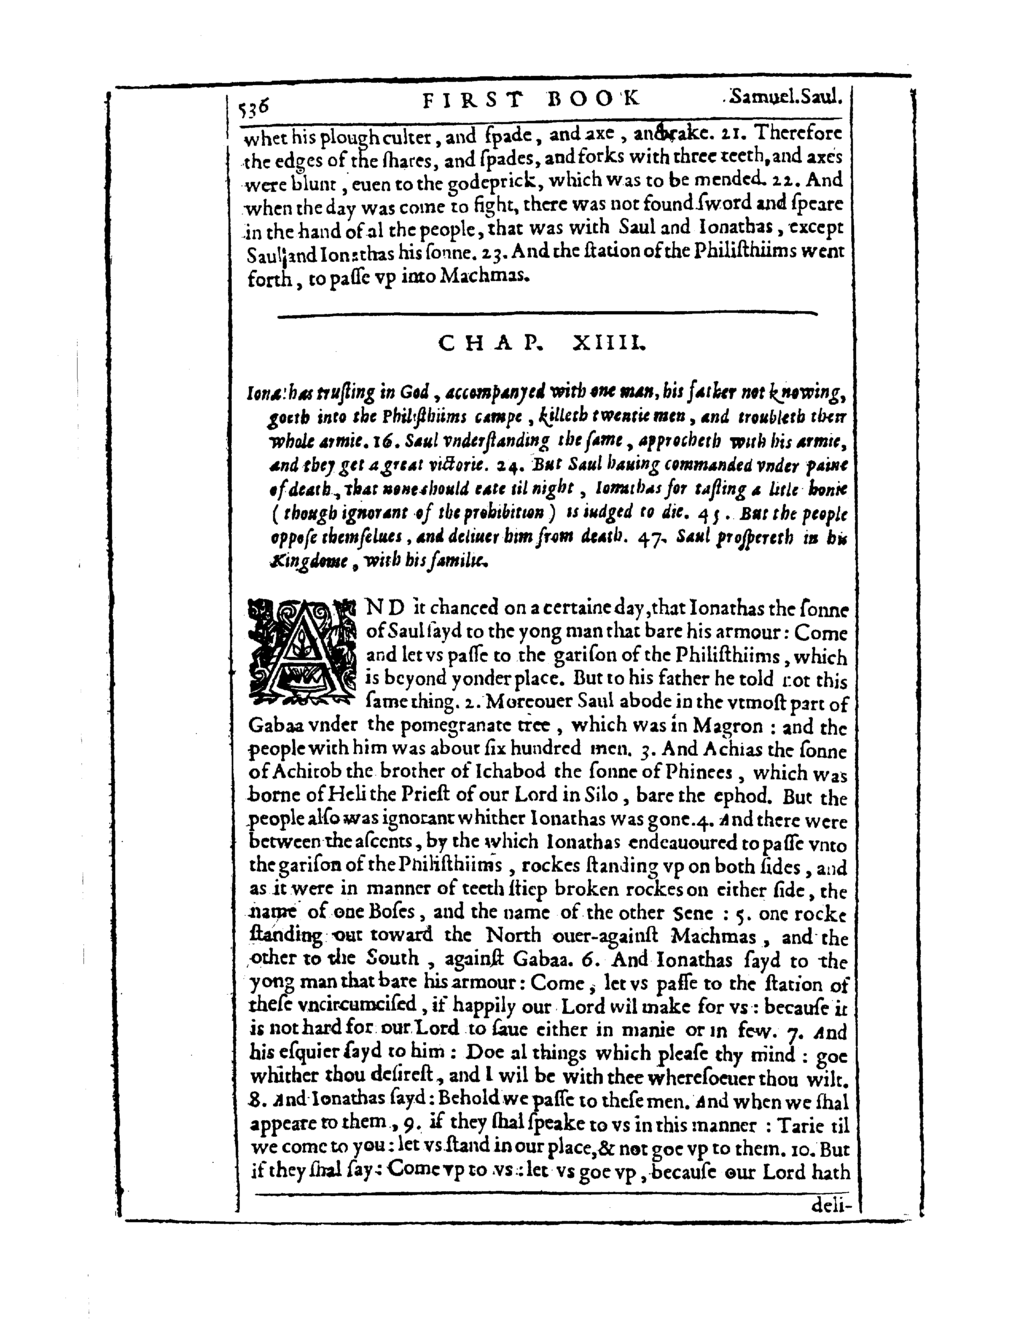 536 FIRST BOOK .Samuel.Saul.
whet his plough culter, and ſpade, and axe, and rake. 21. Therefore
the edges of the ſhares, and ſpades, and forks with three teeth, and axes
were blunt, euen to the godeprick, which was to be mended. 22. And
when the day was come to fight, there was not found ſword and ſpeare
in the hand of al the people, that was with Saul and Ionathas, except
Saul and Ionathas his ſonne. 23. And the ſtation of the Philiſthiims went
forth, to paſſe vp into Machmas.
CHAP. XIIII.
Ionathas truſting in God, accompanyed with one man, his father not knowing,
goeth into the Philiſthiims campe, killeth twentie men, and troubleth their
whole armie. 16. Saul vnderſtanding the ſame, approcheth with his armie,
and they get a great victorie. 24. But Saul hauing commanded vnder paine
of death, that none should eate til night, Ionathas for taſting a litle honie
(though ignorant of the prohibition) is iudged to die. 45. But the people
oppoſe themſelues, and deliuer him from death. 47. Saul proſpereth in his
Kingdome, with his familie.
AND it chanced on a certaine day, that Ionathas the ſonne
of Saul ſayd to the yong man that bare his armour: Come
and let vs paſſe to the gariſon of the Philiſthiims, which
is beyond yonder place. But to his father he told not this
ſame thing. 2. Moreouer Saul abode in the vtmoſt part of
Gabaa vnder the pomegranate tree, which was in Magron: and the
people with him was about ſix hundred men. 3. And Achias the ſonne
of Achitob the brother of Ichabod the ſonne of Phinees, which was
borne of Heli the Prieſt of our Lord in Silo, bare the ephod. But the
people alſo was ignorant whither Ionathas was gone. 4. And there were
between the aſcents, by the which Ionathas endeauoured to paſſe vnto
the gariſon of the Philiſthiims, rockes ſtanding vp on both ſides, and
as it were in manner of teeth ſtiep broken rockes on either ſide, the
name of one Boſes, and the name of the other Sene: 5. one rocke
ſtanding out toward the North ouer-againſt Machmas, and the
other to the South, againſt Gabaa. 6. And Ionathas ſayd to the
yong man that bare his armour: Come, let vs paſſe to the ſtation of
theſe vncircumciſed, if happily our Lord wil make for vs: becauſe it
is not hard for our Lord to ſaue either in manie or in few. 7. And
his eſquier ſayd to him: Doe al things which pleaſe thy mind: goe
whither thou deſireſt, and I wil be with thee whereſoeuer thou wilt.
8. And Ionathas ſayd: Behold we paſſe to theſe men. And when we ſhal
appeare to them, 9. if they ſhal ſpeake to vs in this manner: Tarie til
we come to you: let vs ſtand in our place, & not goe vp to them. 10. But
if they ſhal ſay: Come vp to vs: let vs goe vp, becauſe our Lord hath
deli-